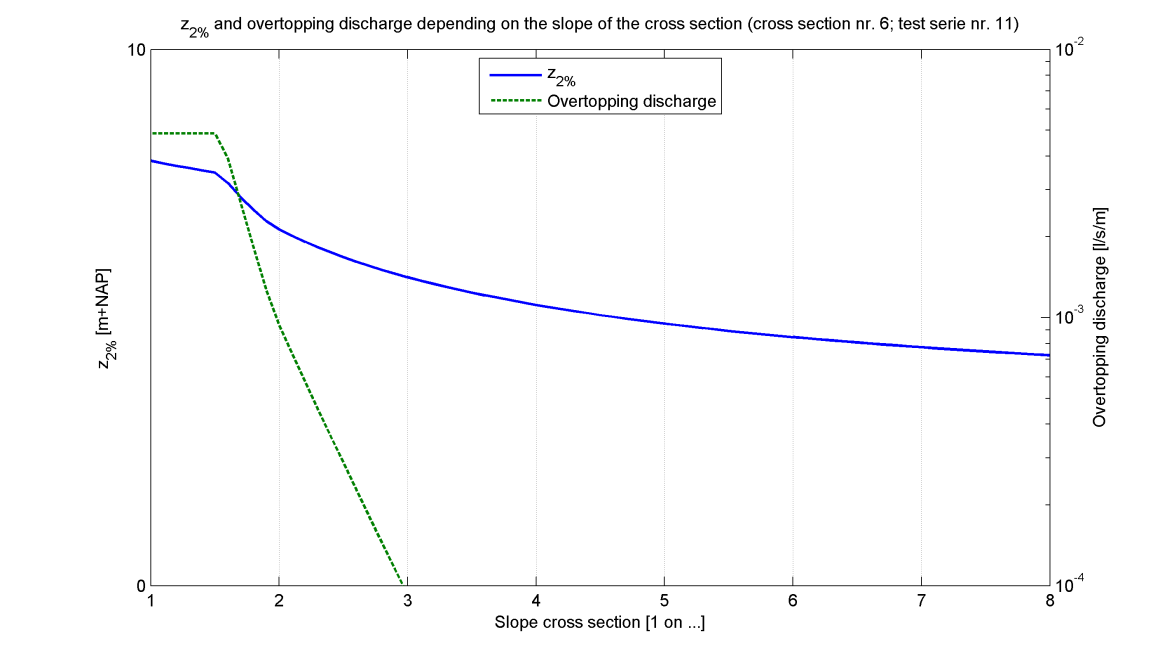 z2% and overtopping discharge depending on the slope of the cross section (cross section nr. 6; test serie nr. 11)
z2%
Overtopping discharge
10
0
z2% [m+NAP]
10-2
10-3
10-4
Overtopping discharge [l/s/m]
1 2 3 4 5 6 7 8
Slope cross section [1 on ...]